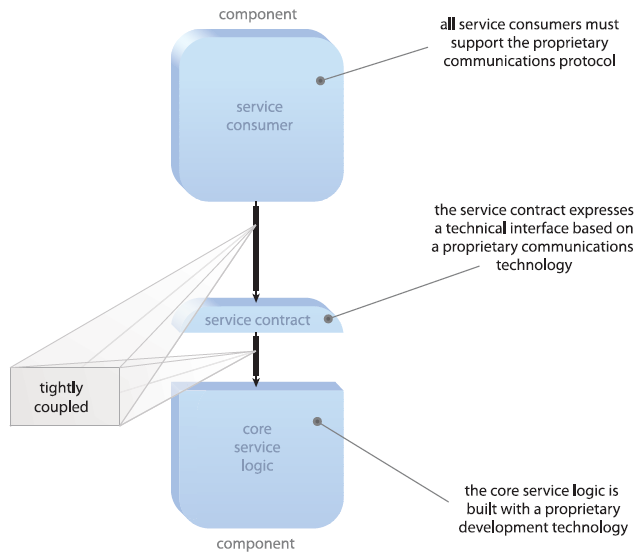 component
all service consumers must
support the proprietary
communications protocol
service
consumer
the service contract expresses
a technical interface based on
a proprietary communications
technology
service contract
tightly
coupled
core
service
logic
the core service logic is
built with a proprietary
development technology
component